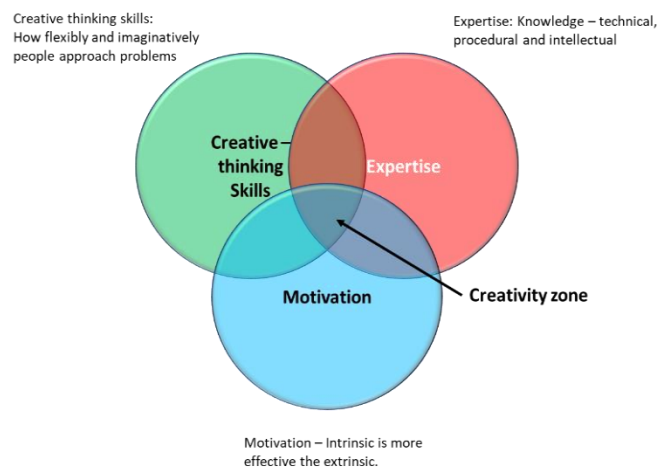 Creative thinking skills:
How flexibly and imaginatively
people approach problems
Expertise: Knowledge – technical,
procedural and intellectual
Creative –
thinking
Skills
Expertise
Motivation
Creativity zone
Motivation – Intrinsic is more
effective the extrinsic.